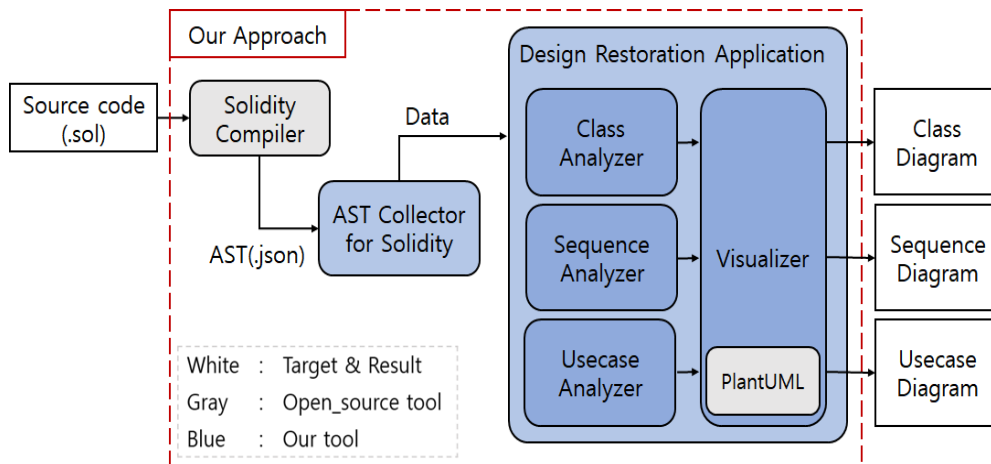 Our Approach
Source code
(.sol)
Solidity
Compiler
AST(.json)
AST Collector
for Solidity
Data
Design Restoration Application
Class
Analyzer
Sequence
Analyzer
Usecase
Analyzer
Visualizer
PlantUML
Class
Diagram
Sequence
Diagram
Usecase
Diagram
White : Target & Result
Gray : Open_source tool
Blue : Our tool